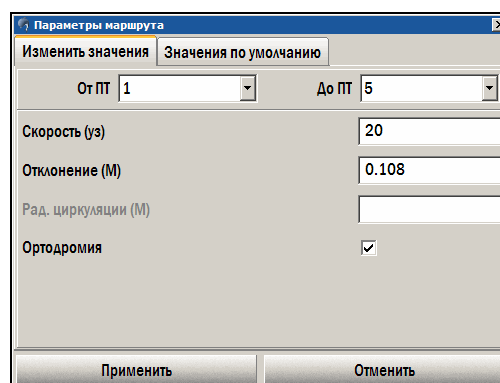 Параметры маршрута
Изменить значения Значения по умолчанию
От ПТ 1 До ПТ 5
Скорость (уз) 20
Отклонение (М) 0.108
Рад. циркуляции (М)
Ортодромия
Применить Отменить